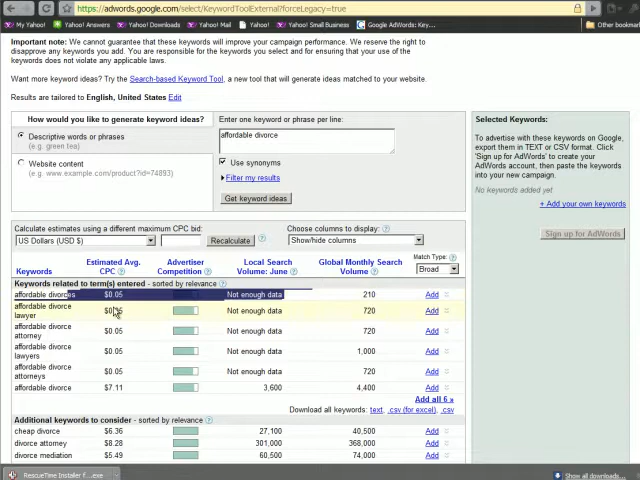 https://adwords.google.com/select/KeywordToolExternal?forceLegacy=true
My Yahoo! Yahoo! Answers Yahoo! Downloads Yahoo! Mail Yahoo! Small Business Google AdWords: Key... Other bookmar
Important note: We cannot guarantee that these keywords will improve your campaign performance. We reserve the right to
disapprove any keywords you add. You are responsible for the keywords you select and for ensuring that your use of the
keywords does not violate any applicable laws.
Want more keyword ideas? Try the Search-based Keyword Tool, a new tool that will generate ideas matched to your website.
Results are tailored to English, United States Edit
How would you like to generate keyword ideas?
Descriptive words or phrases
(e.g. green tea)
Website content
(e.g. www.example.com/product?id=74893)
Enter one keyword or phrase per line:
affordable divorce
Use synonyms
Filter my results
Get keyword ideas
Selected Keywords:
To advertise with these keywords on Google,
export them in TEXT or CSV format. Click
'Sign up for AdWords' to create your
AdWords account, then paste the keywords
into your new campaign.
No keywords added yet
+ Add your own keywords
Sign up for AdWords
Calculate estimates using a different maximum CPC bid:
US Dollars (USD $) Recalculate ?
Choose columns to display: ?
Show/hide columns
Keywords Estimated Avg. CPC ? Advertiser Competition ? Local Search Volume: June ? Global Monthly Search Volume ? Match Type: ? Broad
Keywords related to term(s) entered - sorted by relevance ?
affordable divorces $0.05 Not enough data 210 Add
affordable divorce lawyer Not enough data 720 Add
affordable divorce attorney $0.05 Not enough data 720 Add
affordable divorce lawyers $0.05 Not enough data 1,000 Add
affordable divorce attorneys $0.05 Not enough data 720 Add
affordable divorce $7.11 3,600 4,400 Add
Add all 6 »
Download all keywords: text, .csv (for excel), .csv
Additional keywords to consider - sorted by relevance ?
cheap divorce $6.36 27,100 40,500 Add
divorce attorney $8.28 301,000 368,000 Add
divorce mediation $5.49 60,500 74,000 Add
RescueTime Installer f....exe
Show all downloads...